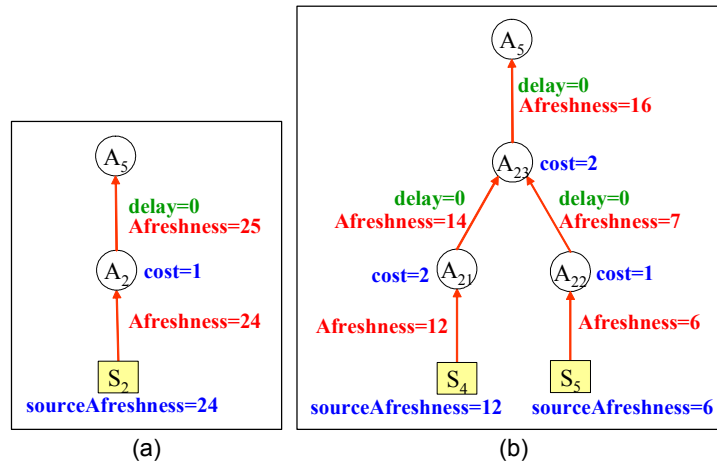 A5
delay=0
Afreshness=25
A2
cost=1
Afreshness=24
S2
sourceAfreshness=24
(a)
A5
delay=0
Afreshness=16
A23
cost=2
delay=0
Afreshness=14
delay=0
Afreshness=7
cost=2
A21
A22
cost=1
Afreshness=12
Afreshness=6
S4
S5
sourceAfreshness=12
sourceAfreshness=6
(b)